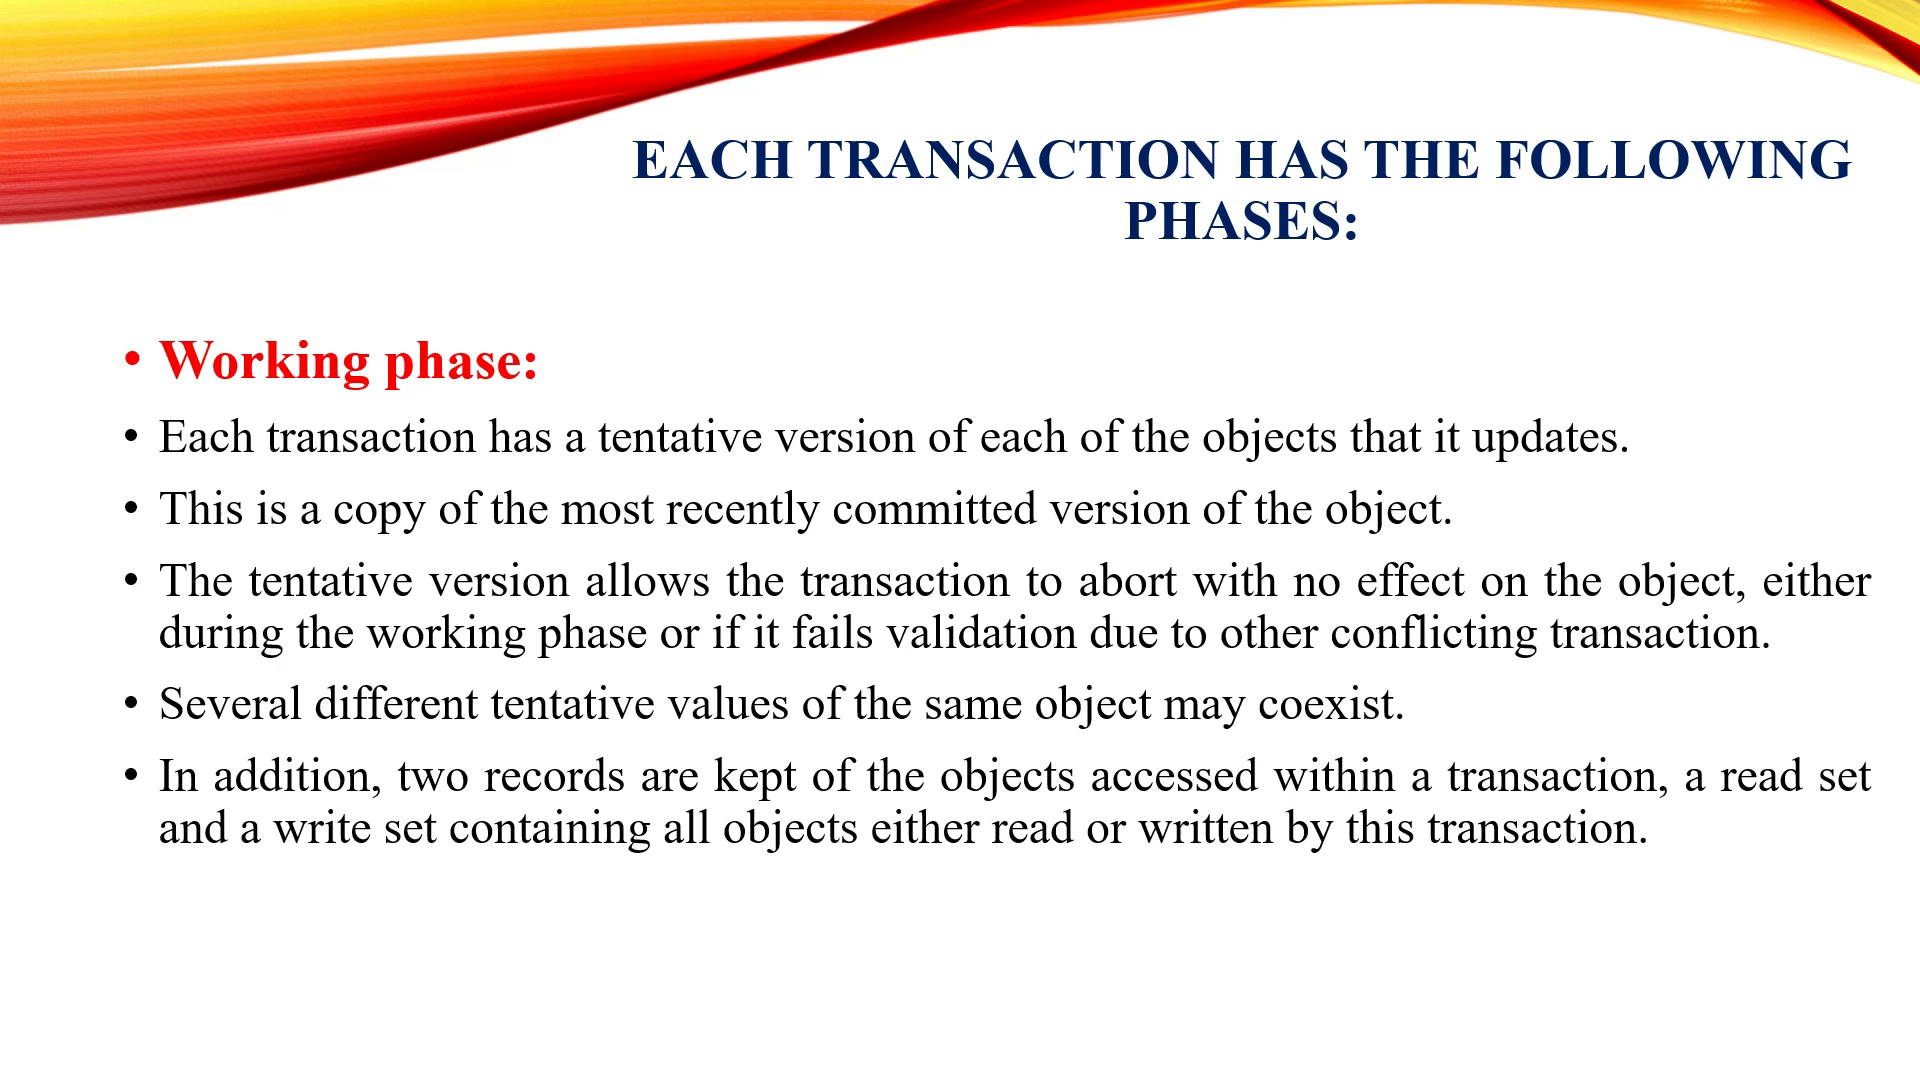 EACH TRANSACTION HAS THE FOLLOWING
PHASES:
• Working phase:
• Each transaction has a tentative version of each of the objects that it updates.
• This is a copy of the most recently committed version of the object.
• The tentative version allows the transaction to abort with no effect on the object, either
during the working phase or if it fails validation due to other conflicting transaction.
• Several different tentative values of the same object may coexist.
• In addition, two records are kept of the objects accessed within a transaction, a read set
and a write set containing all objects either read or written by this transaction.